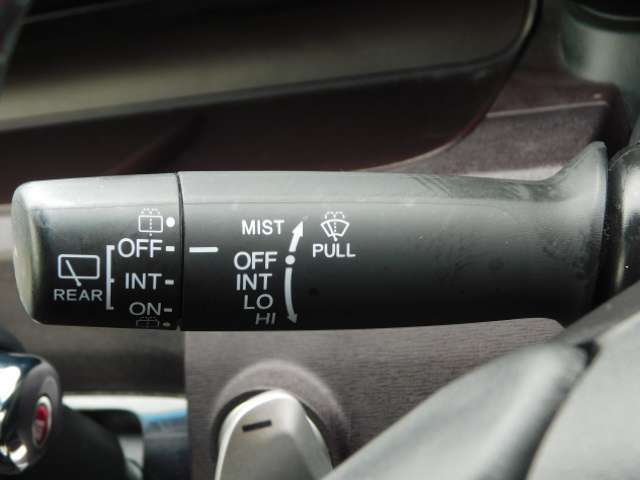 REAR
OFF
INT
ON
MIST
OFF
INT
LO
HI
PULL